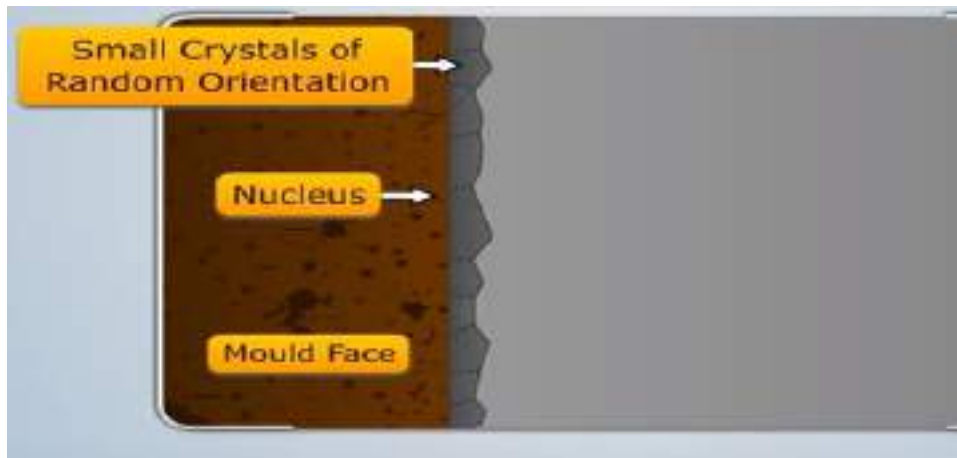 Small Crystals of
Random Orientation
Nucleus
Mould Face